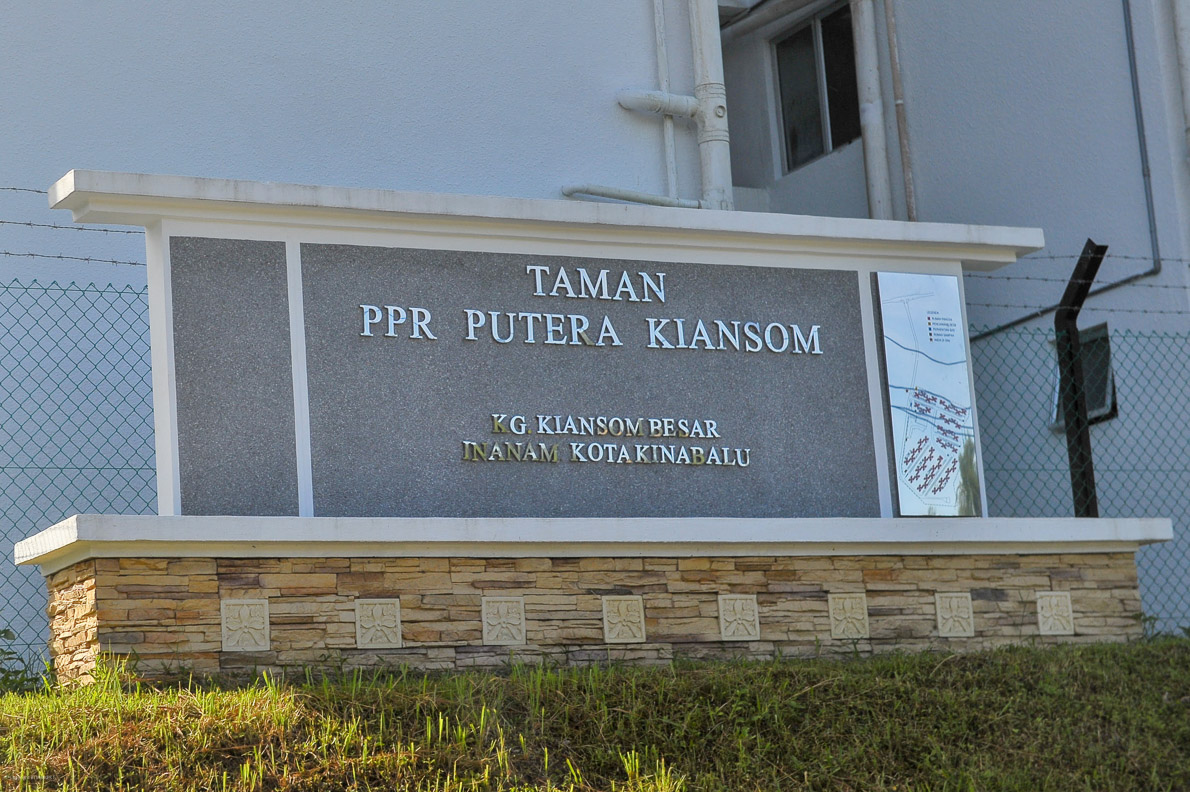 TAMAN
PPR PUTERA KIANSOM
KG KIANSOM BESAR
INANAM KOTA KINABALU